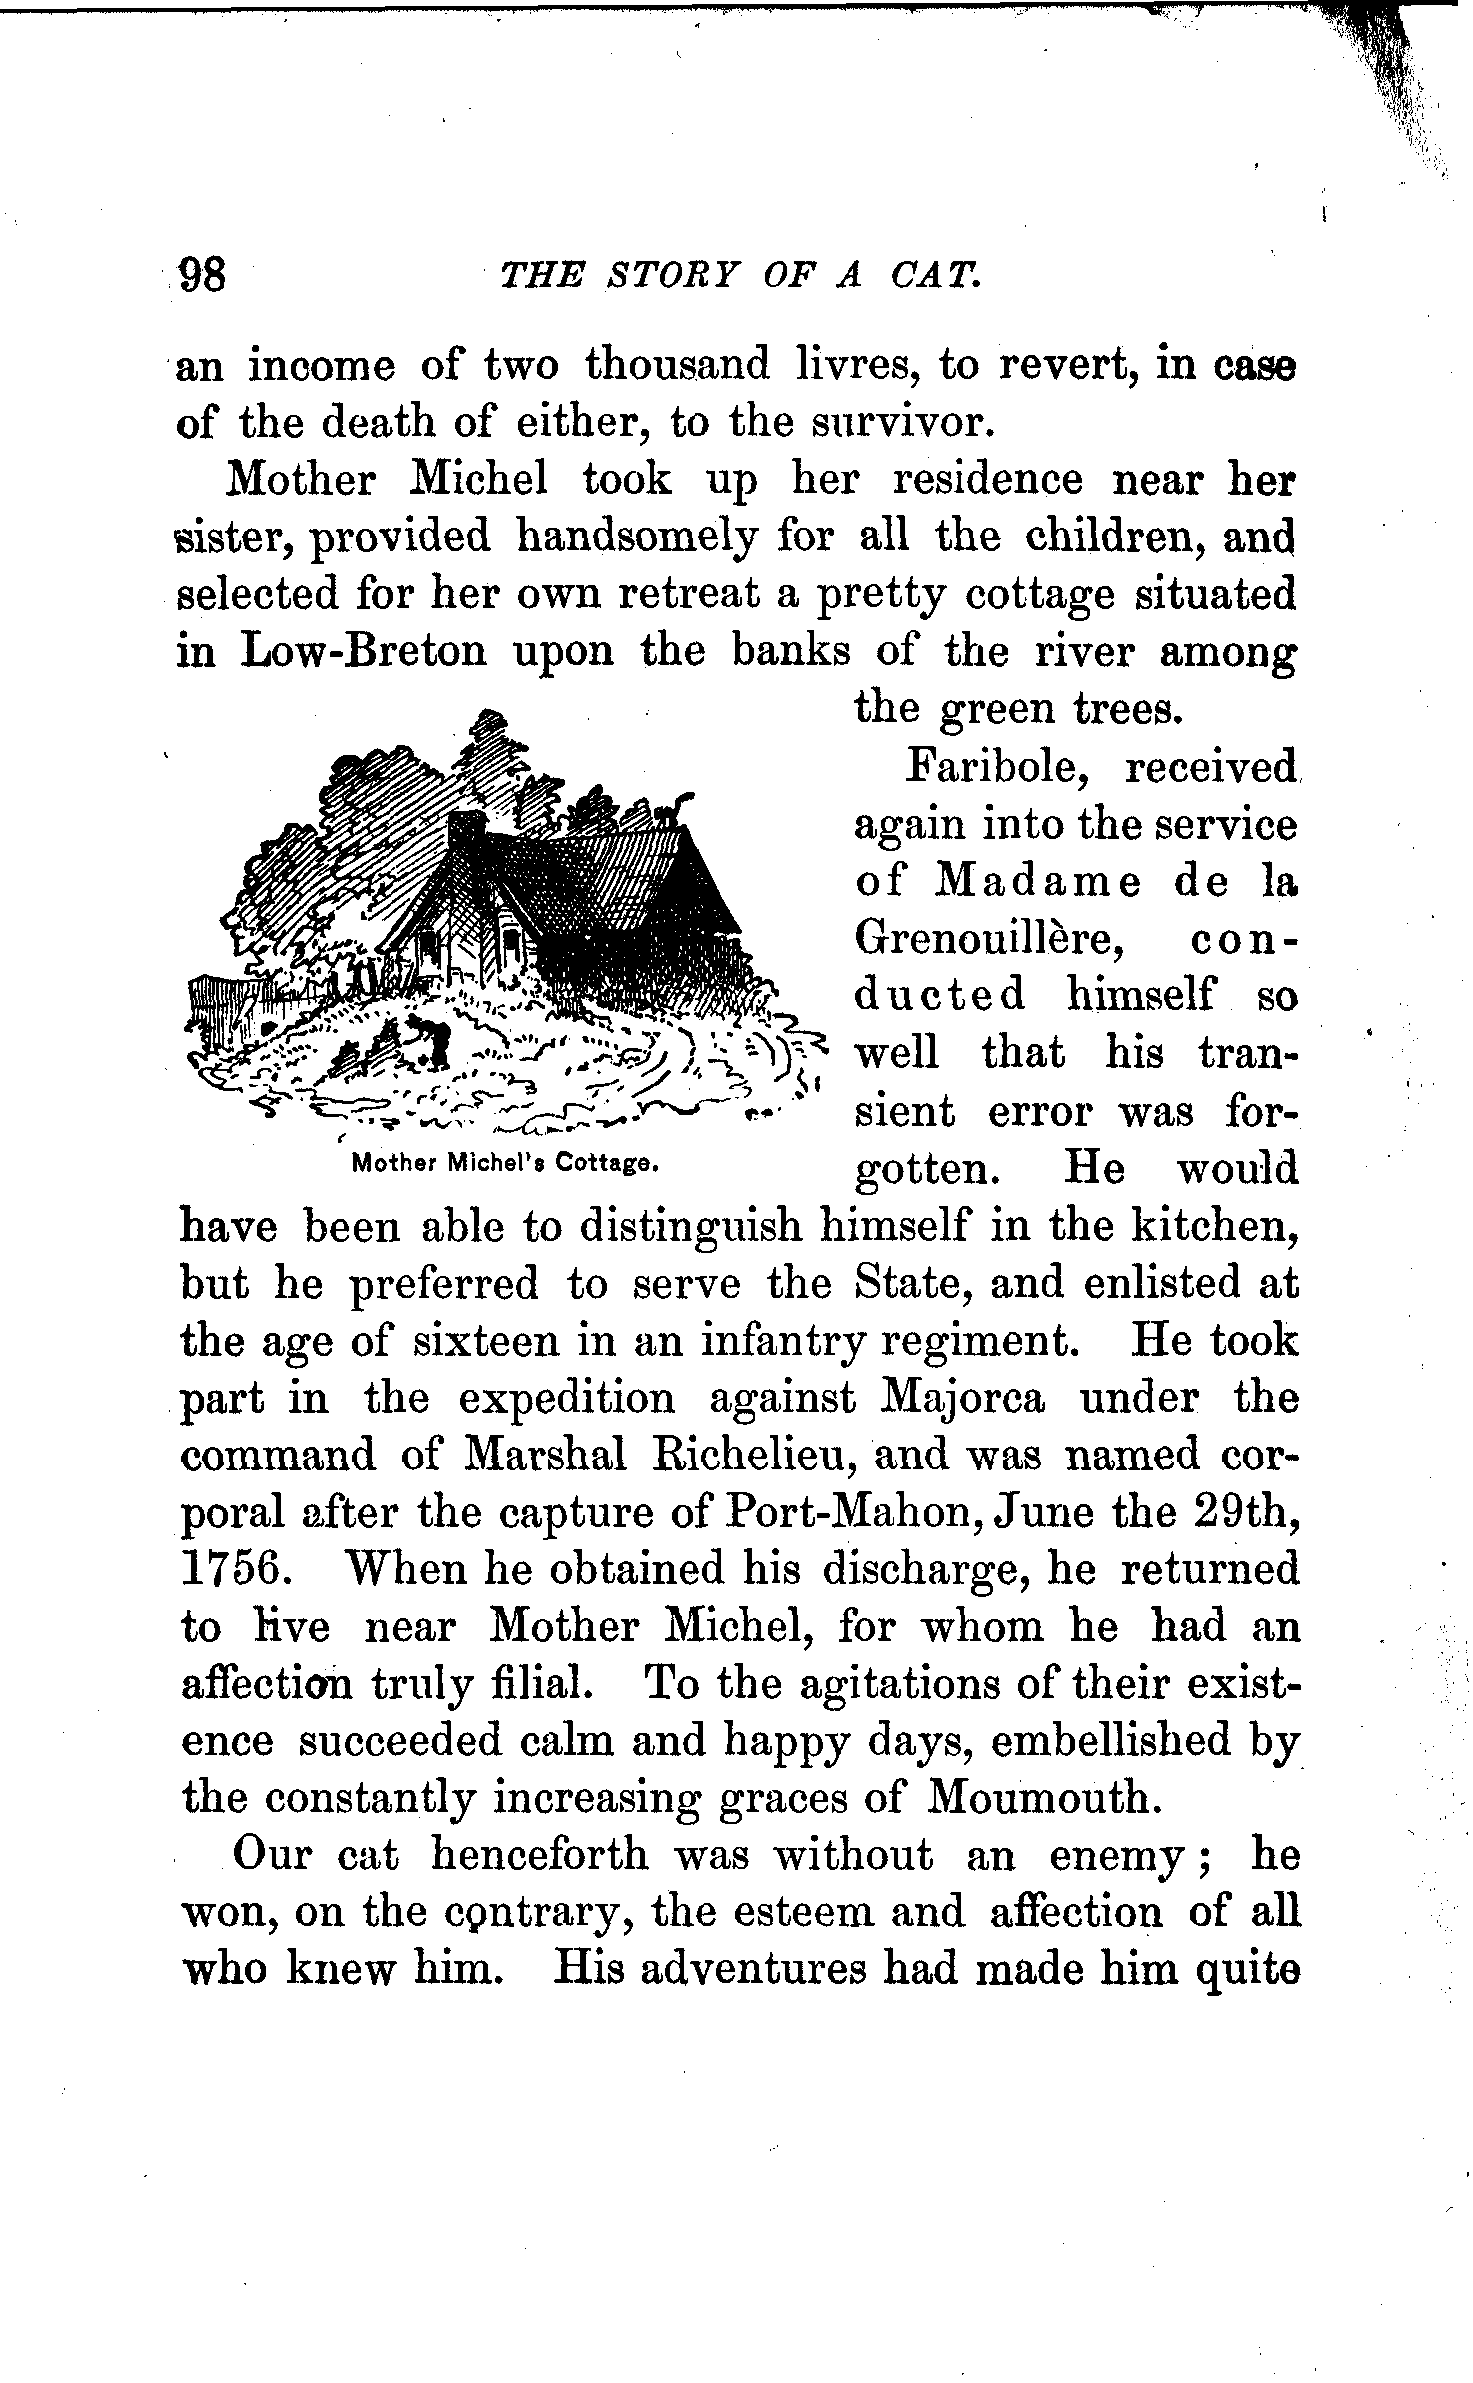 98 THE STORY OF A CAT.
an income of two thousand livres, to revert, in case
of the death of either, to the survivor.
Mother Michel took up her residence near her
sister, provided handsomely for all the children, and
selected for her own retreat a pretty cottage situated
in Low-Breton upon the banks of the river among
the green trees.
Faribole, received
again into the service
of Madame de la
Grenouillère, con-
ducted himself so
well that his tran-
sient error was for-
gotten. He would
Mother Michel's Cottage.
have been able to distinguish himself in the kitchen,
but he preferred to serve the State, and enlisted at
the age of sixteen in an infantry regiment. He took
part in the expedition against Majorca under the
command of Marshal Richelieu, and was named cor-
poral after the capture of Port-Mahon, June the 29th,
1756. When he obtained his discharge, he returned
to live near Mother Michel, for whom he had an
affection truly filial. To the agitations of their exist-
ence succeeded calm and happy days, embellished by
the constantly increasing graces of Moumouth.
Our cat henceforth was without an enemy; he
won, on the contrary, the esteem and affection of all
who knew him. His adventures had made him quite